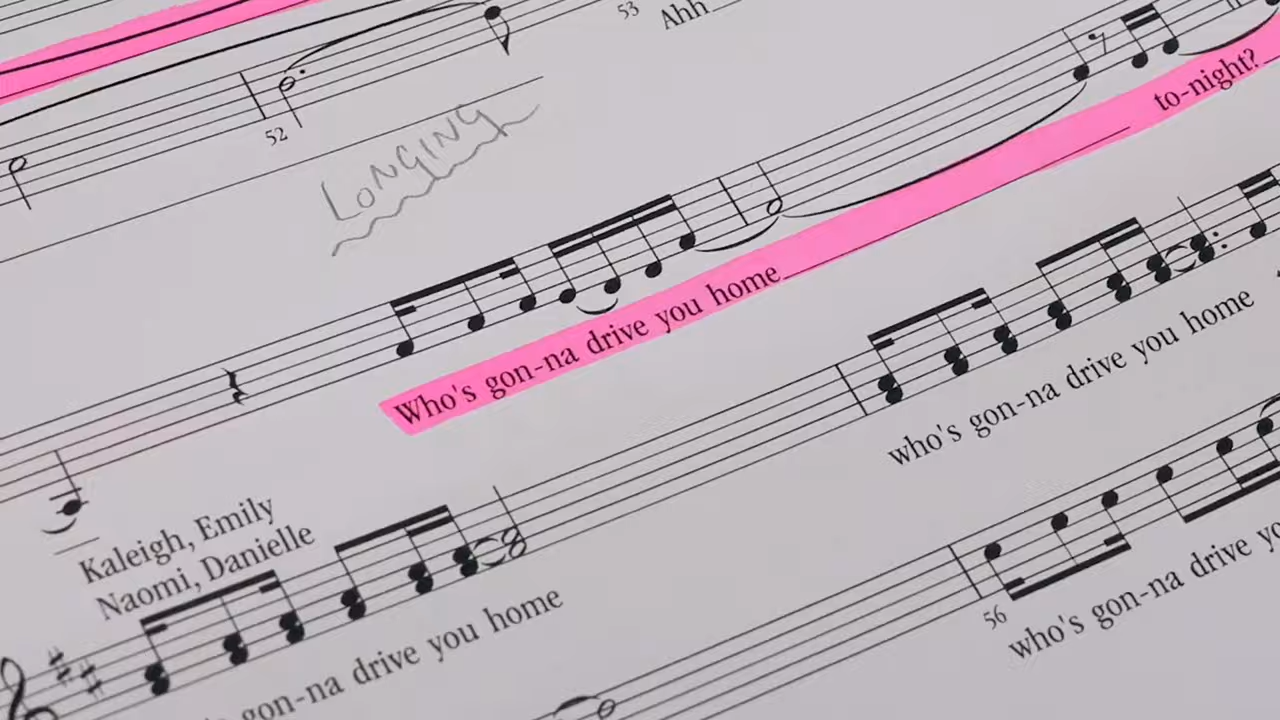 53
Ahh
52
LONGING
to-night?
Who's gon-na drive you home
who's gon-na drive you home
Kaleigh, Emily
Naomi, Danielle
gon-na drive you home
56
who's gon-na drive